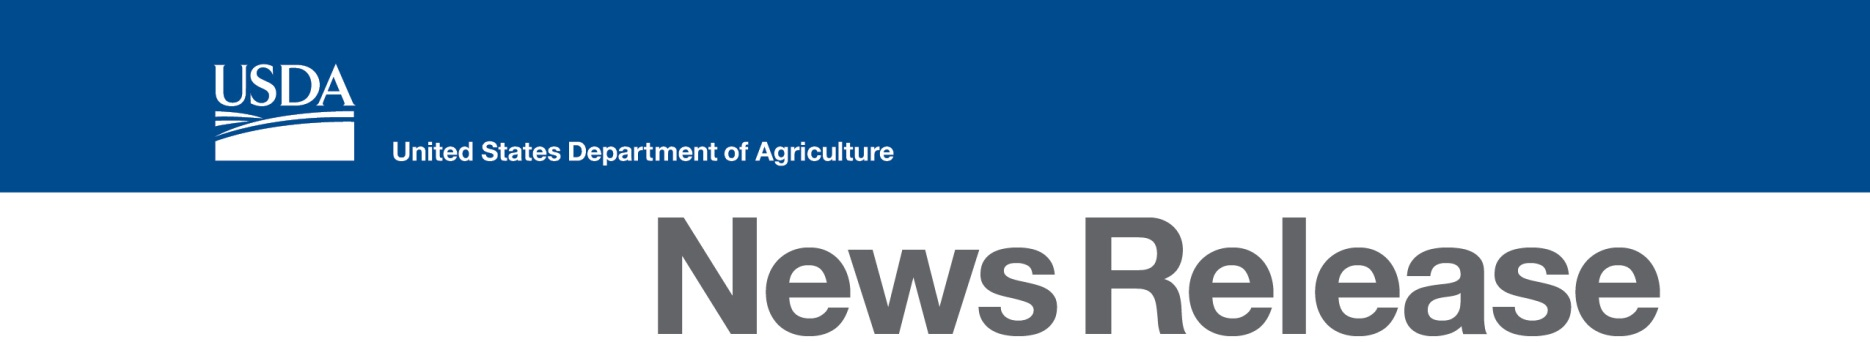 USDA
United States Department of Agriculture
News Release